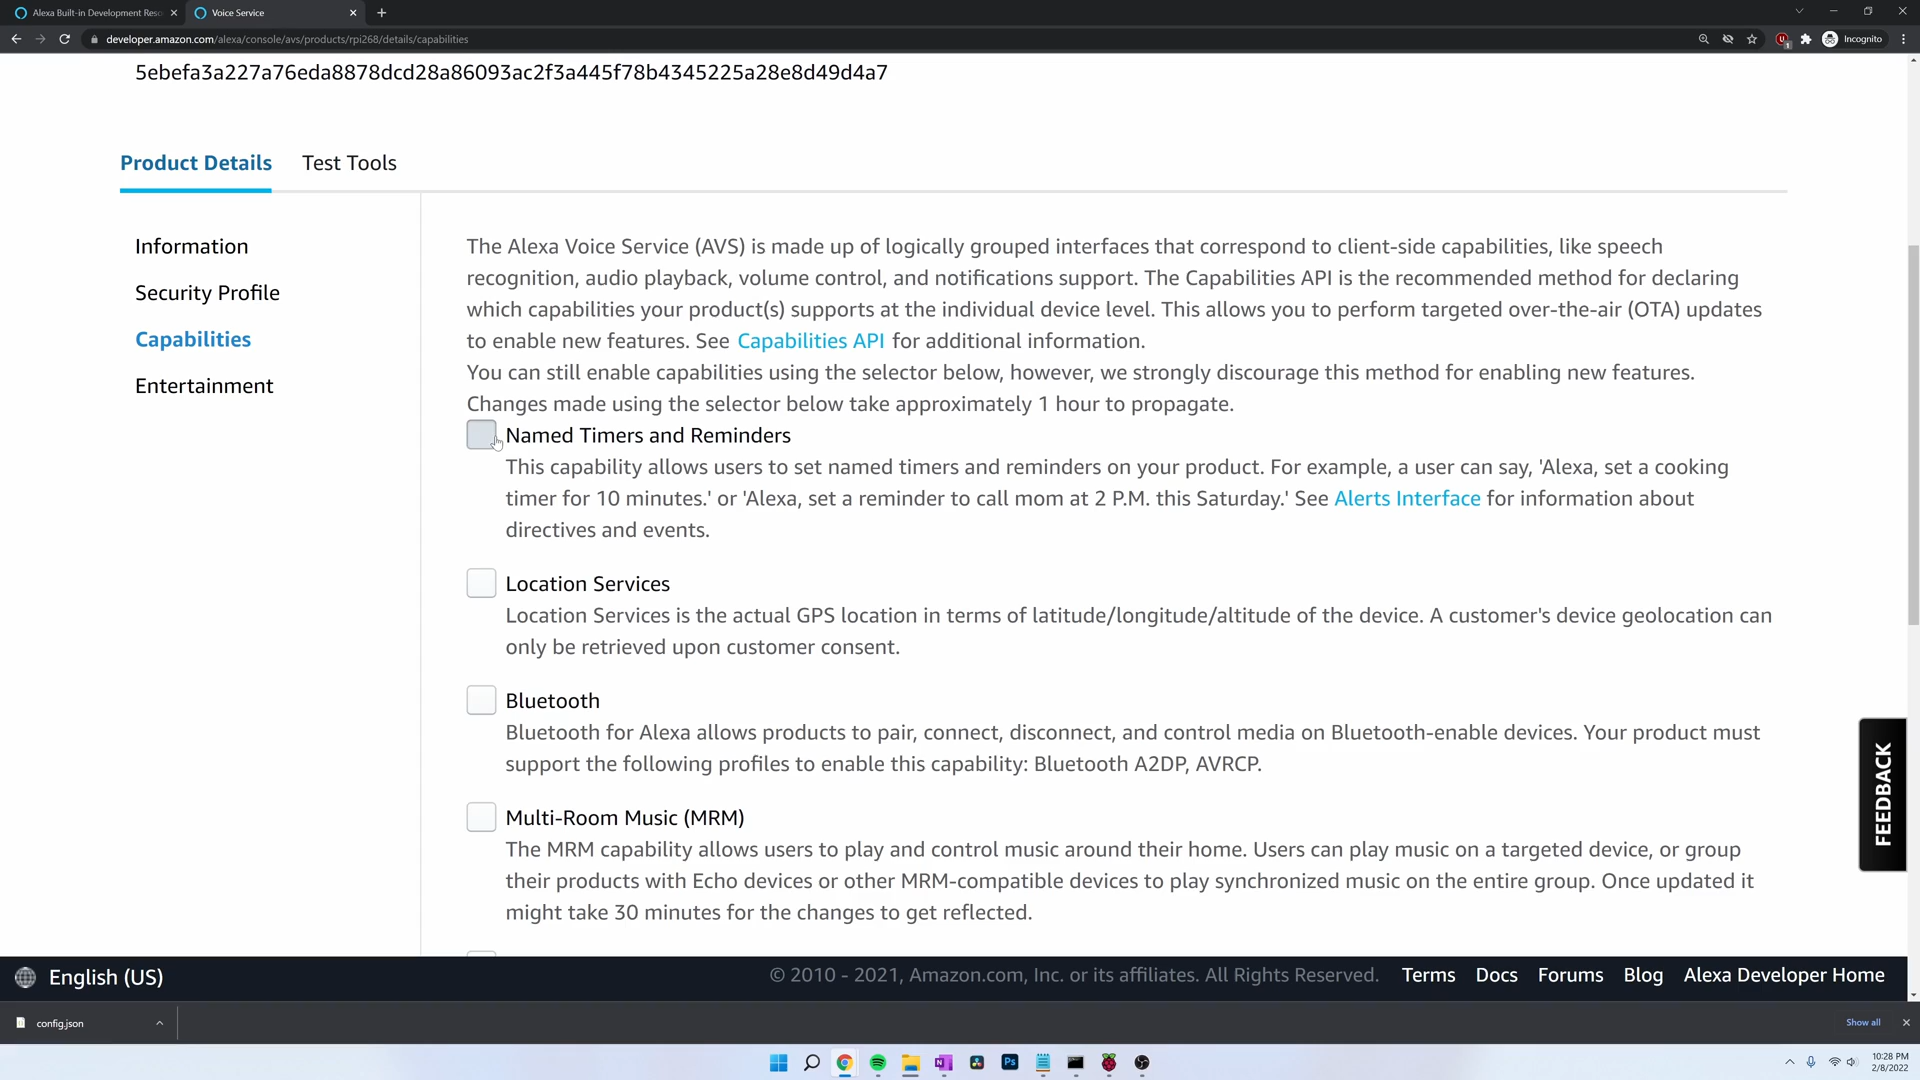 Alexa Built-in Development Reso
Voice Service
developer.amazon.com/alexa/console/avs/products/rpi268/details/capabilities
Incognito
5ebefa3a227a76eda8878dcd28a86093ac2f3a445f78b4345225a28e8d49d4a7
Product Details
Test Tools
Information
Security Profile
Capabilities
Entertainment
The Alexa Voice Service (AVS) is made up of logically grouped interfaces that correspond to client-side capabilities, like speech
recognition, audio playback, volume control, and notifications support. The Capabilities API is the recommended method for declaring
which capabilities your product(s) supports at the individual device level. This allows you to perform targeted over-the-air (OTA) updates
to enable new features. See Capabilities API for additional information.
You can still enable capabilities using the selector below, however, we strongly discourage this method for enabling new features.
Changes made using the selector below take approximately 1 hour to propagate.
Named Timers and Reminders
This capability allows users to set named timers and reminders on your product. For example, a user can say, 'Alexa, set a cooking
timer for 10 minutes.' or 'Alexa, set a reminder to call mom at 2 P.M. this Saturday.' See Alerts Interface for information about
directives and events.
Location Services
Location Services is the actual GPS location in terms of latitude/longitude/altitude of the device. A customer's device geolocation can
only be retrieved upon customer consent.
Bluetooth
Bluetooth for Alexa allows products to pair, connect, disconnect, and control media on Bluetooth-enable devices. Your product must
support the following profiles to enable this capability: Bluetooth A2DP, AVRCP.
Multi-Room Music (MRM)
The MRM capability allows users to play and control music around their home. Users can play music on a targeted device, or group
their products with Echo devices or other MRM-compatible devices to play synchronized music on the entire group. Once updated it
might take 30 minutes for the changes to get reflected.
FEEDBACK
English (US)
© 2010 - 2021, Amazon.com, Inc. or its affiliates. All Rights Reserved.
Terms
Docs
Forums
Blog
Alexa Developer Home
config.json
Show all
Ps
10:28 PM
2/8/2022